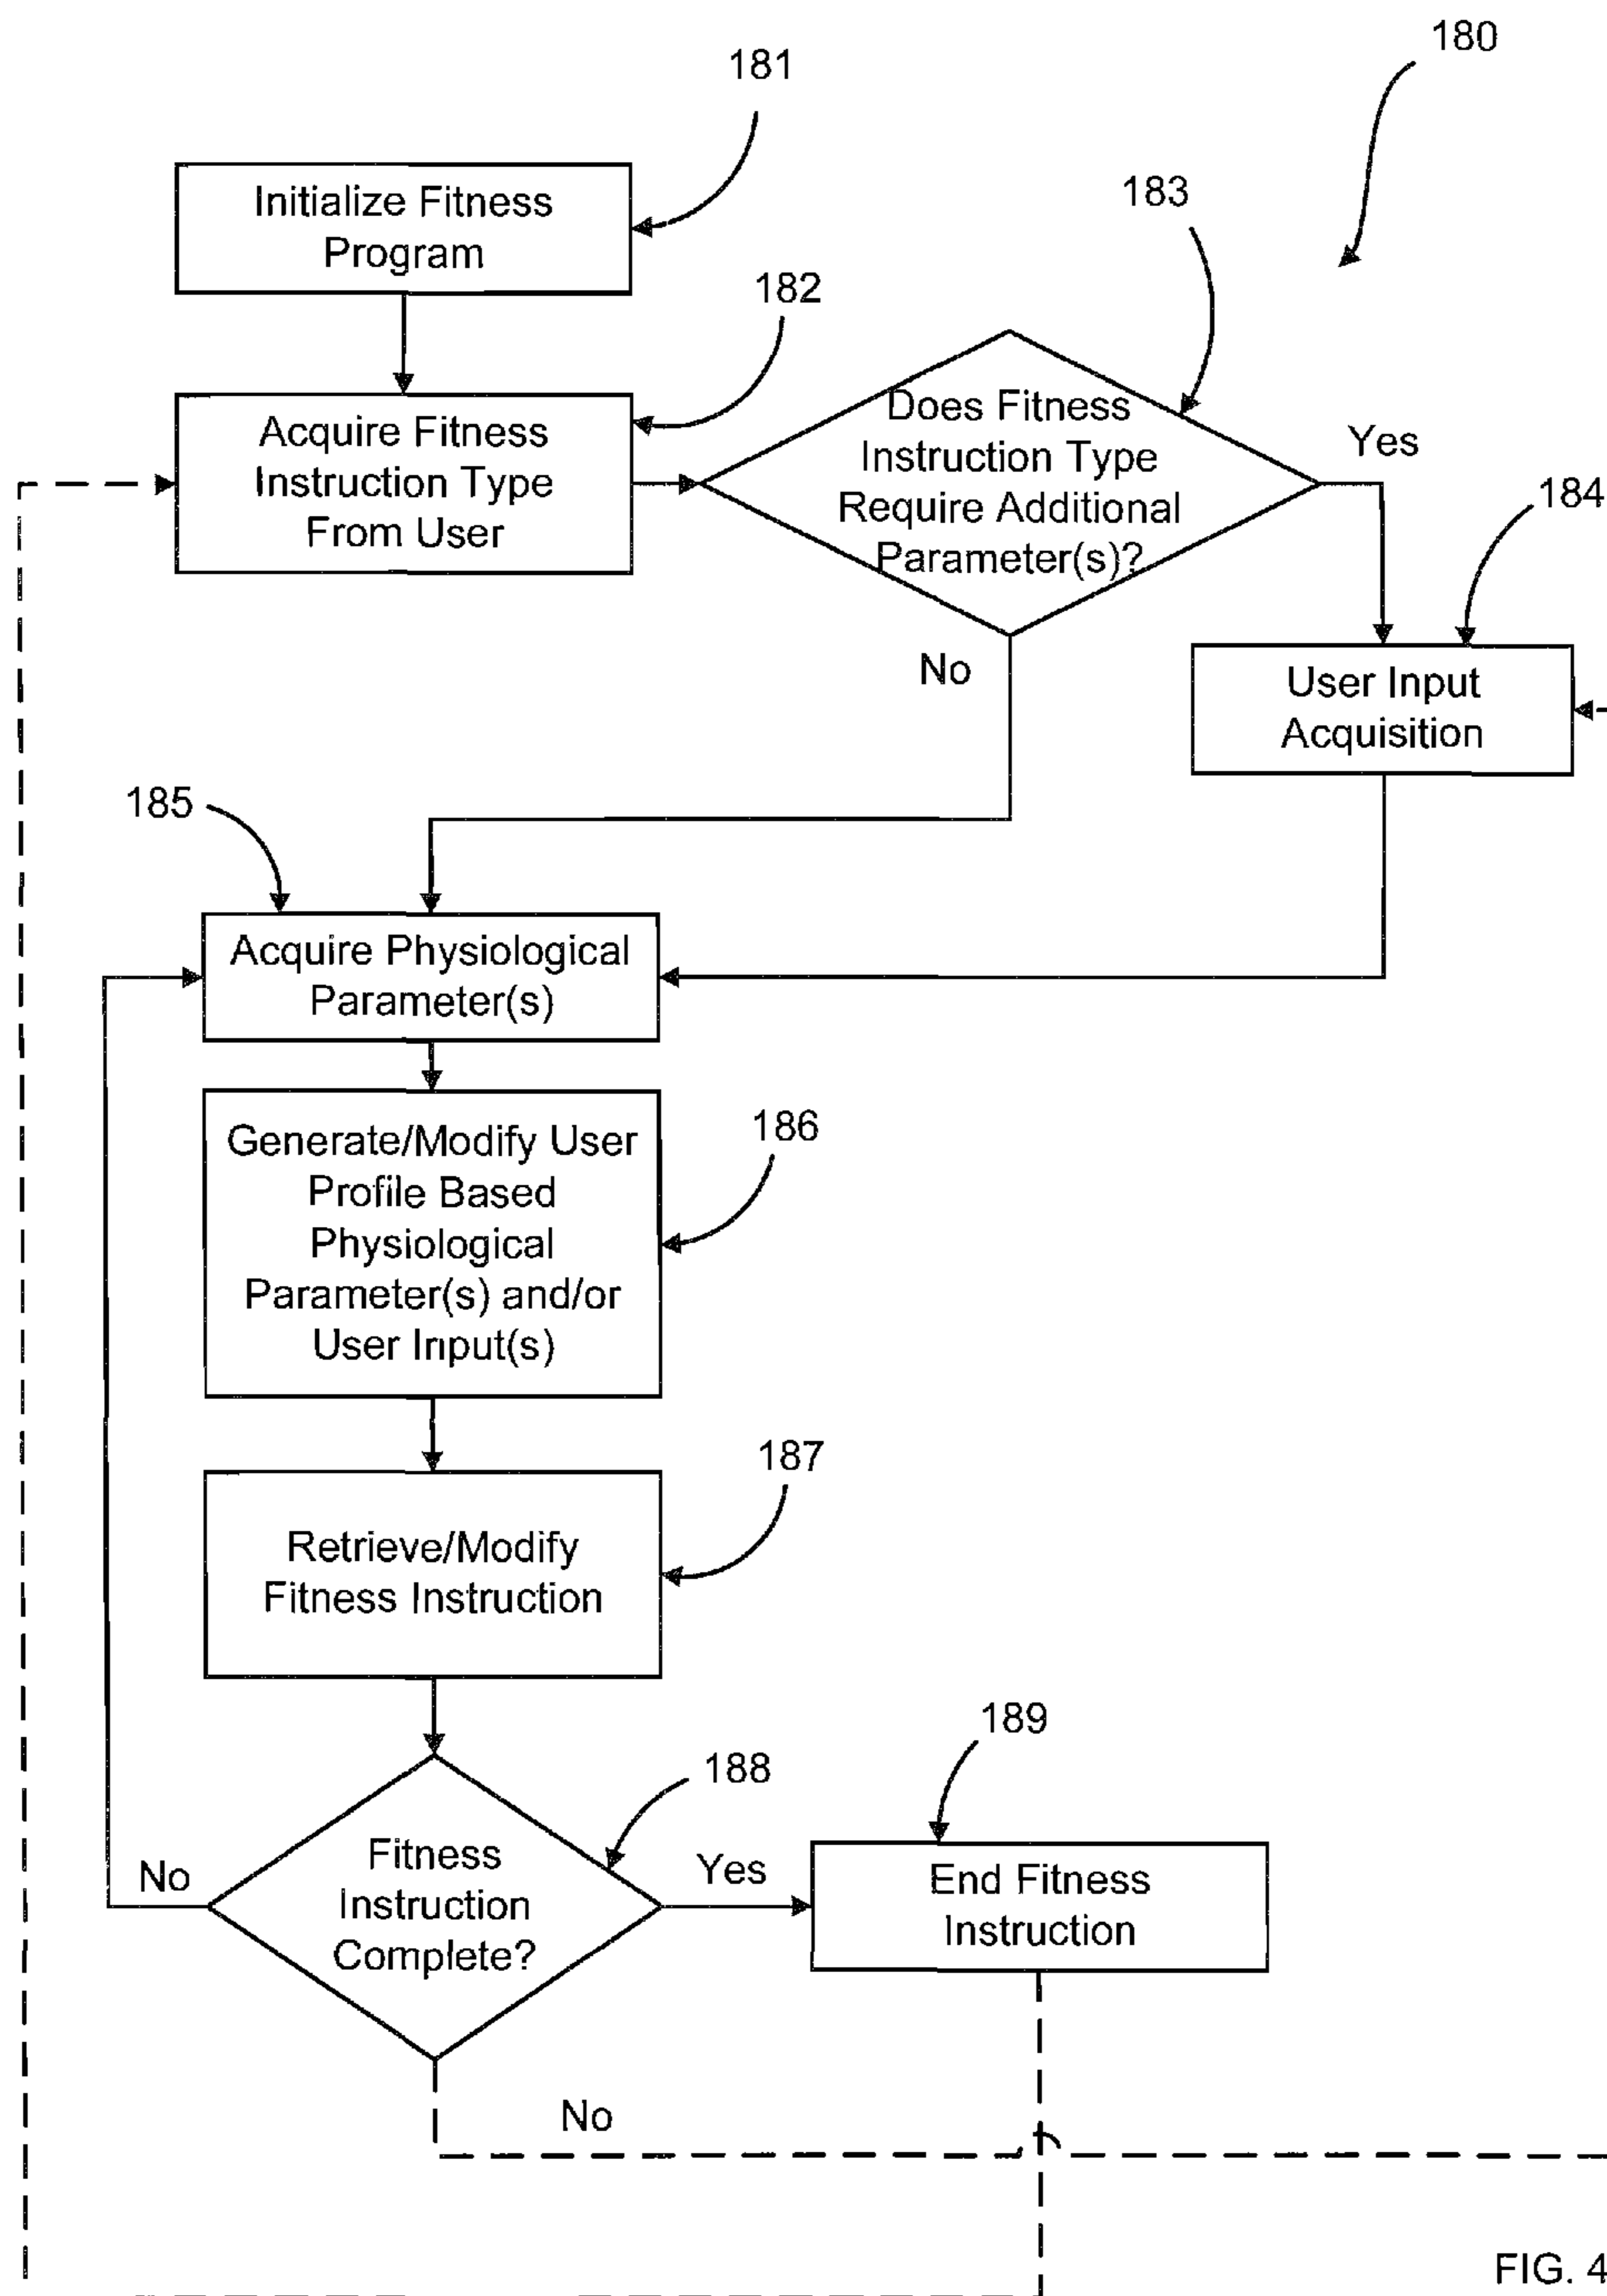 180
181
Initialize Fitness
Program
182
Acquire Fitness
Instruction Type
From User
183
Does Fitness
Instruction Type
Require Additional
Parameter(s)?
Yes
No
184
User Input
Acquisition
185
Acquire Physiological
Parameter(s)
186
Generate/Modify User
Profile Based
Physiological
Parameter(s) and/or
User Input(s)
187
Retrieve/Modify
Fitness Instruction
188
Fitness
Instruction
Complete?
No
Yes
189
End Fitness
Instruction
No
FIG. 4